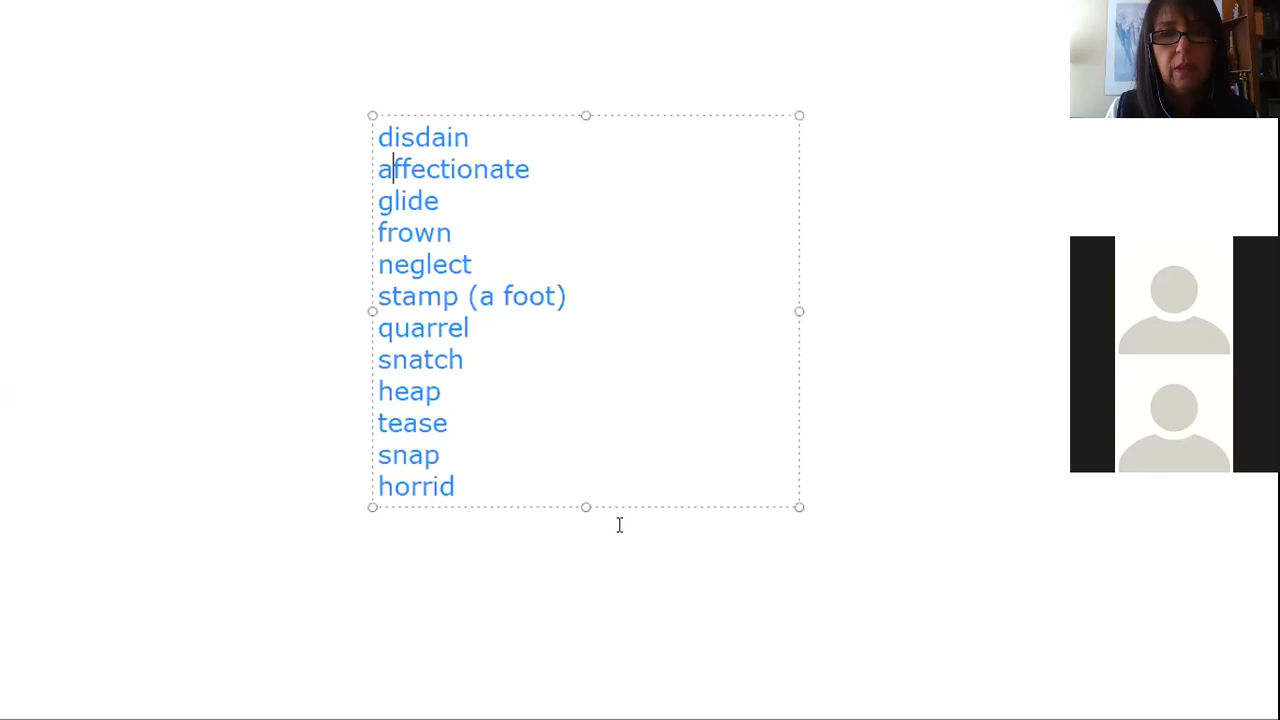 disdain
affectionate
glide
frown
neglect
stamp (a foot)
quarrel
snatch
heap
tease
snap
horrid